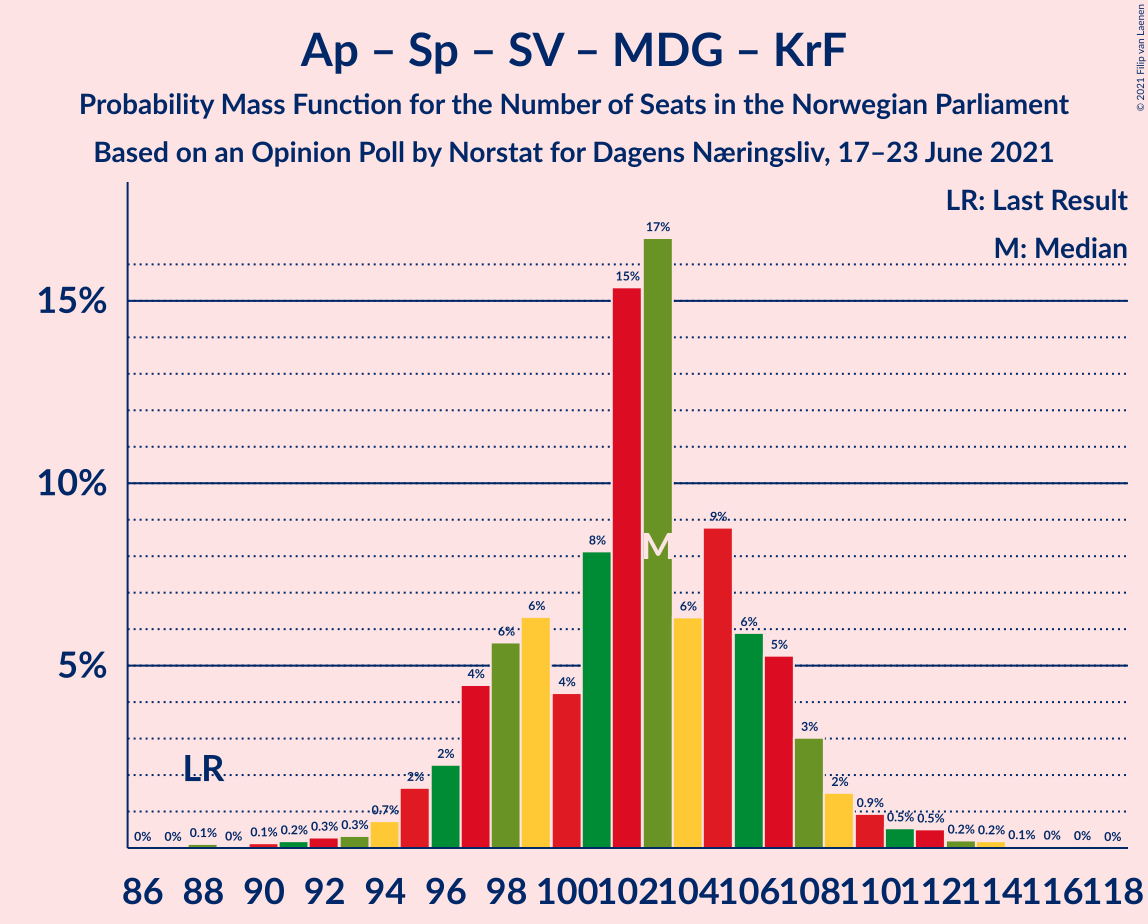 Ap – Sp – SV – MDG – KrF
Probability Mass Function for the Number of Seats in the Norwegian Parliament
Based on an Opinion Poll by Norstat for Dagens Næringsliv, 17–23 June 2021
© 2021 Filip van Laenen
LR: Last Result
M: Median
17%
15%
15%
10%
9%
M
8%
6%
6%
6%
6%
5%
5%
4%
4%
3%
LR
2%
2%
2%
0.7%
0.9%
0% 0% 0.1% 0% 0.1% 0.2% 0.3% 0.3% 0.5% 0.5% 0.2% 0.2% 0.1% 0% 0% 0%
86 88 90 92 94 96 98 100 102 104 106 108 110 112 114 116 118